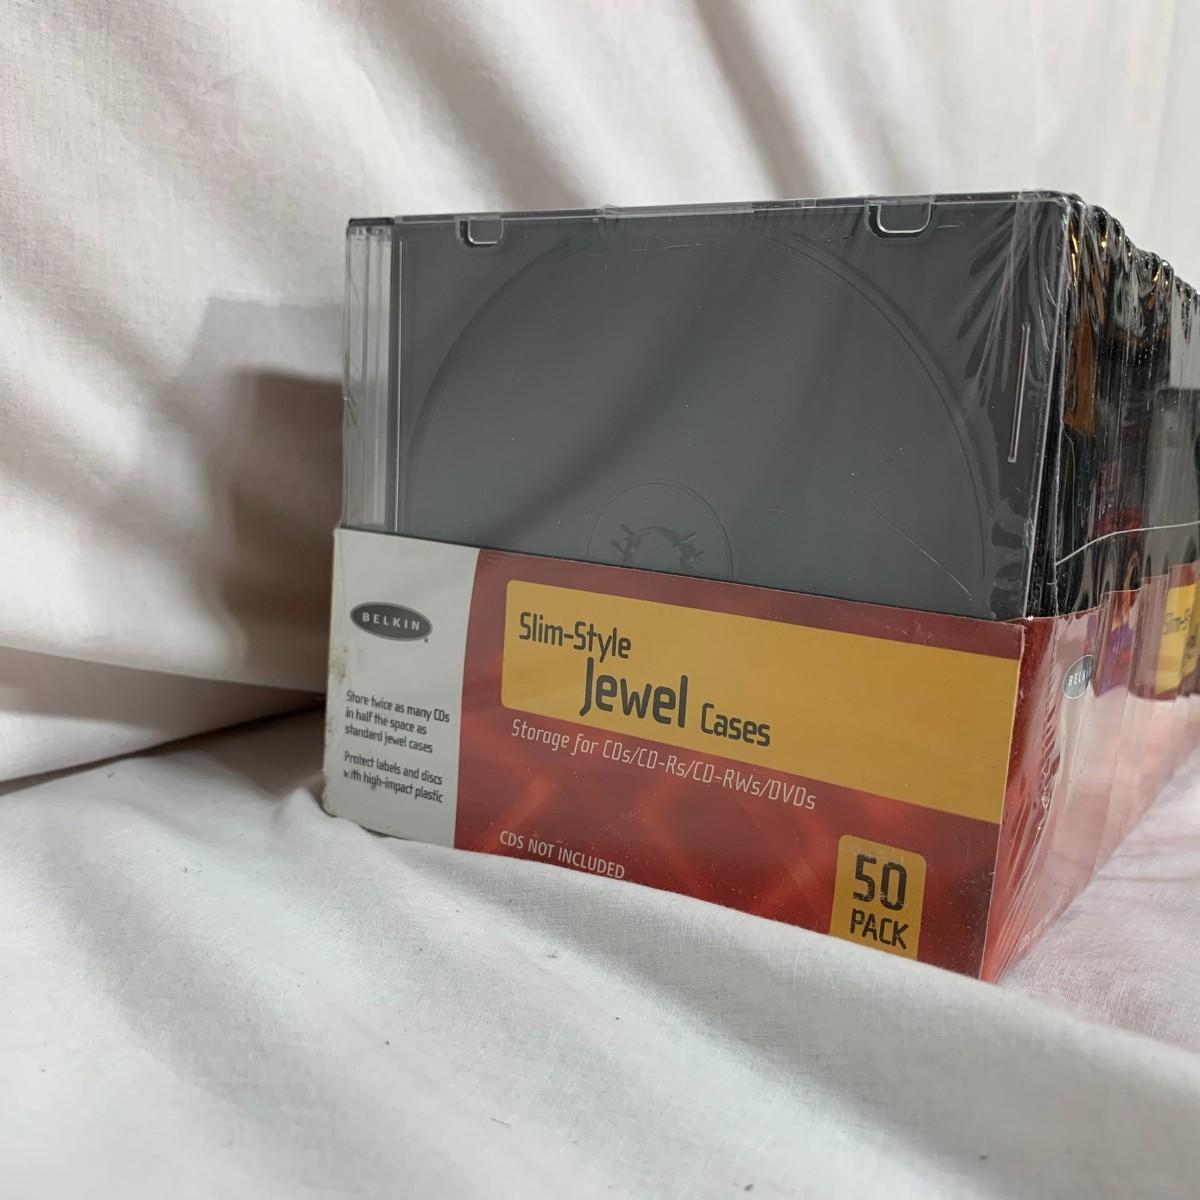 BELKIN
Store twice as many CDs
in half the space as
standard jewel cases
Protect labels and discs
with high-impact plastic
Slim-Style
Jewel Cases
Storage for CDs/CD-Rs/CD-RWs/DVDs
CDS NOT INCLUDED
50
PACK
BELKIN
Slim-S